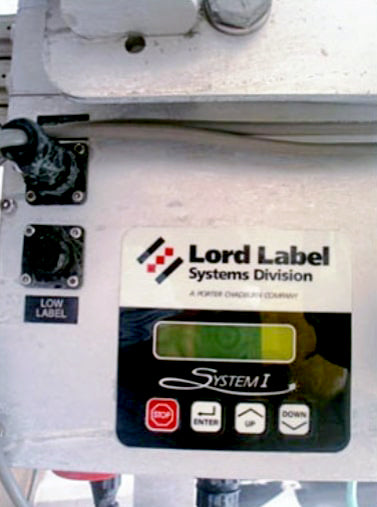 Lord Label
Systems Division
A PORTER CHADBURN COMPANY
LOW
LABEL
SYSTEM I
STOP
ENTER
UP
DOWN